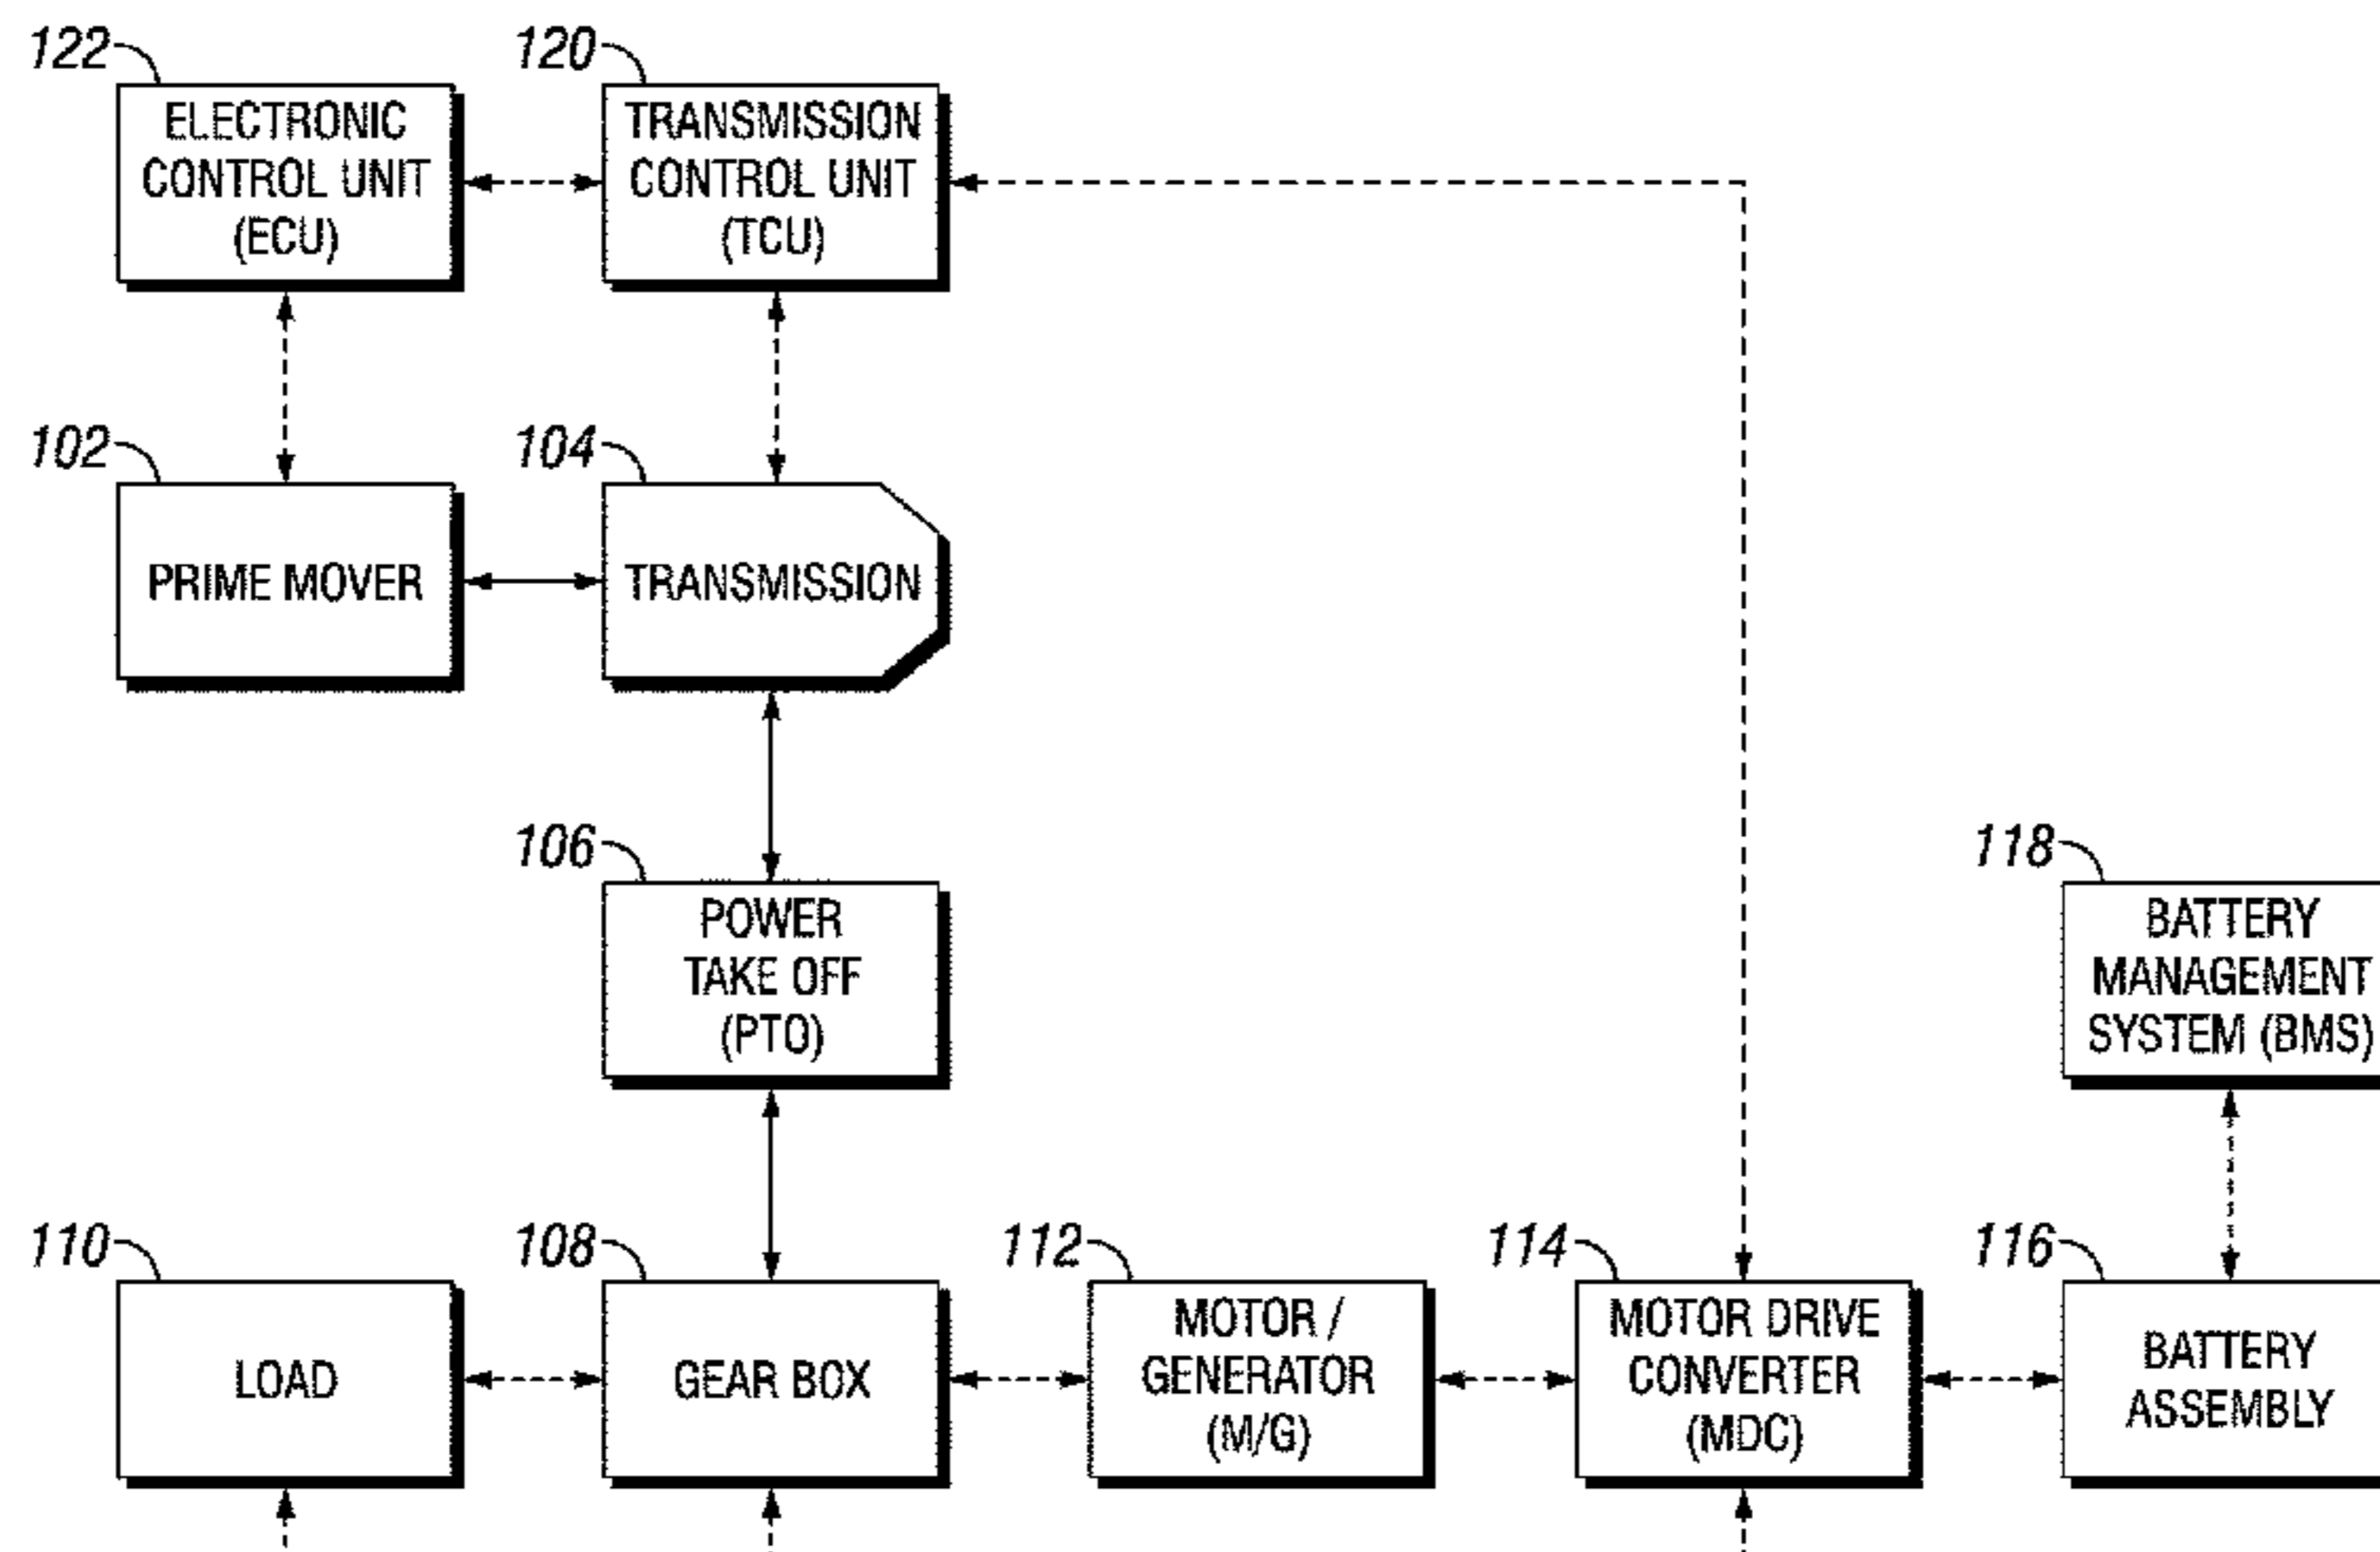 122
ELECTRONIC
CONTROL UNIT
(ECU)
120
TRANSMISSION
CONTROL UNIT
(TCU)
102
PRIME MOVER
104
TRANSMISSION
106
POWER
TAKE OFF
(PTO)
118
BATTERY
MANAGEMENT
SYSTEM (BMS)
110
LOAD
108
GEAR BOX
112
MOTOR /
GENERATOR
(M/G)
114
MOTOR DRIVE
CONVERTER
(MDC)
116
BATTERY
ASSEMBLY